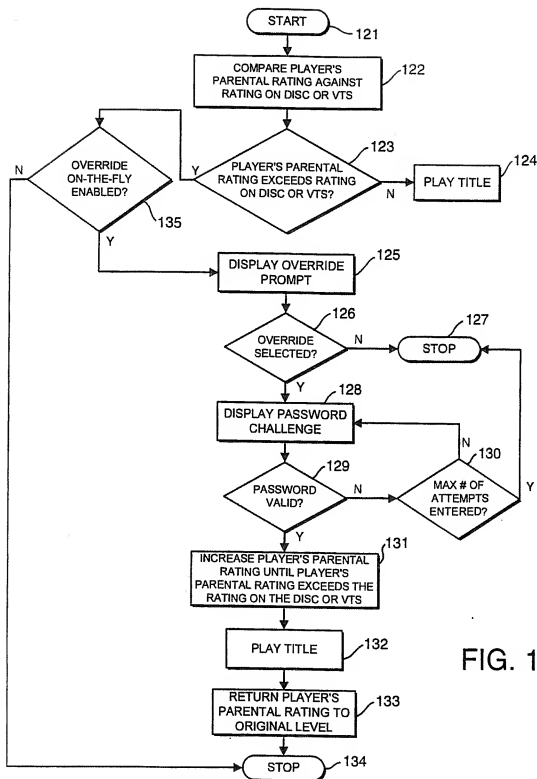 START
121
COMPARE PLAYER'S
PARENTAL RATING AGAINST
RATING ON DISC OR VTS
122
123
PLAYER'S PARENTAL
RATING EXCEEDS RATING
ON DISC OR VTS?
Y
N
124
PLAY TITLE
N
OVERRIDE
ON-THE-FLY
ENABLED?
135
Y
125
DISPLAY OVERRIDE
PROMPT
126
OVERRIDE
SELECTED?
N
Y
127
STOP
128
DISPLAY PASSWORD
CHALLENGE
129
PASSWORD
VALID?
N
Y
130
N
MAX # OF
ATTEMPTS
ENTERED?
Y
131
INCREASE PLAYER'S PARENTAL
RATING UNTIL PLAYER'S
PARENTAL RATING EXCEEDS THE
RATING ON THE DISC OR VTS
PLAY TITLE
132
RETURN PLAYER'S
PARENTAL RATING TO
ORIGINAL LEVEL
133
STOP
134
FIG. 1